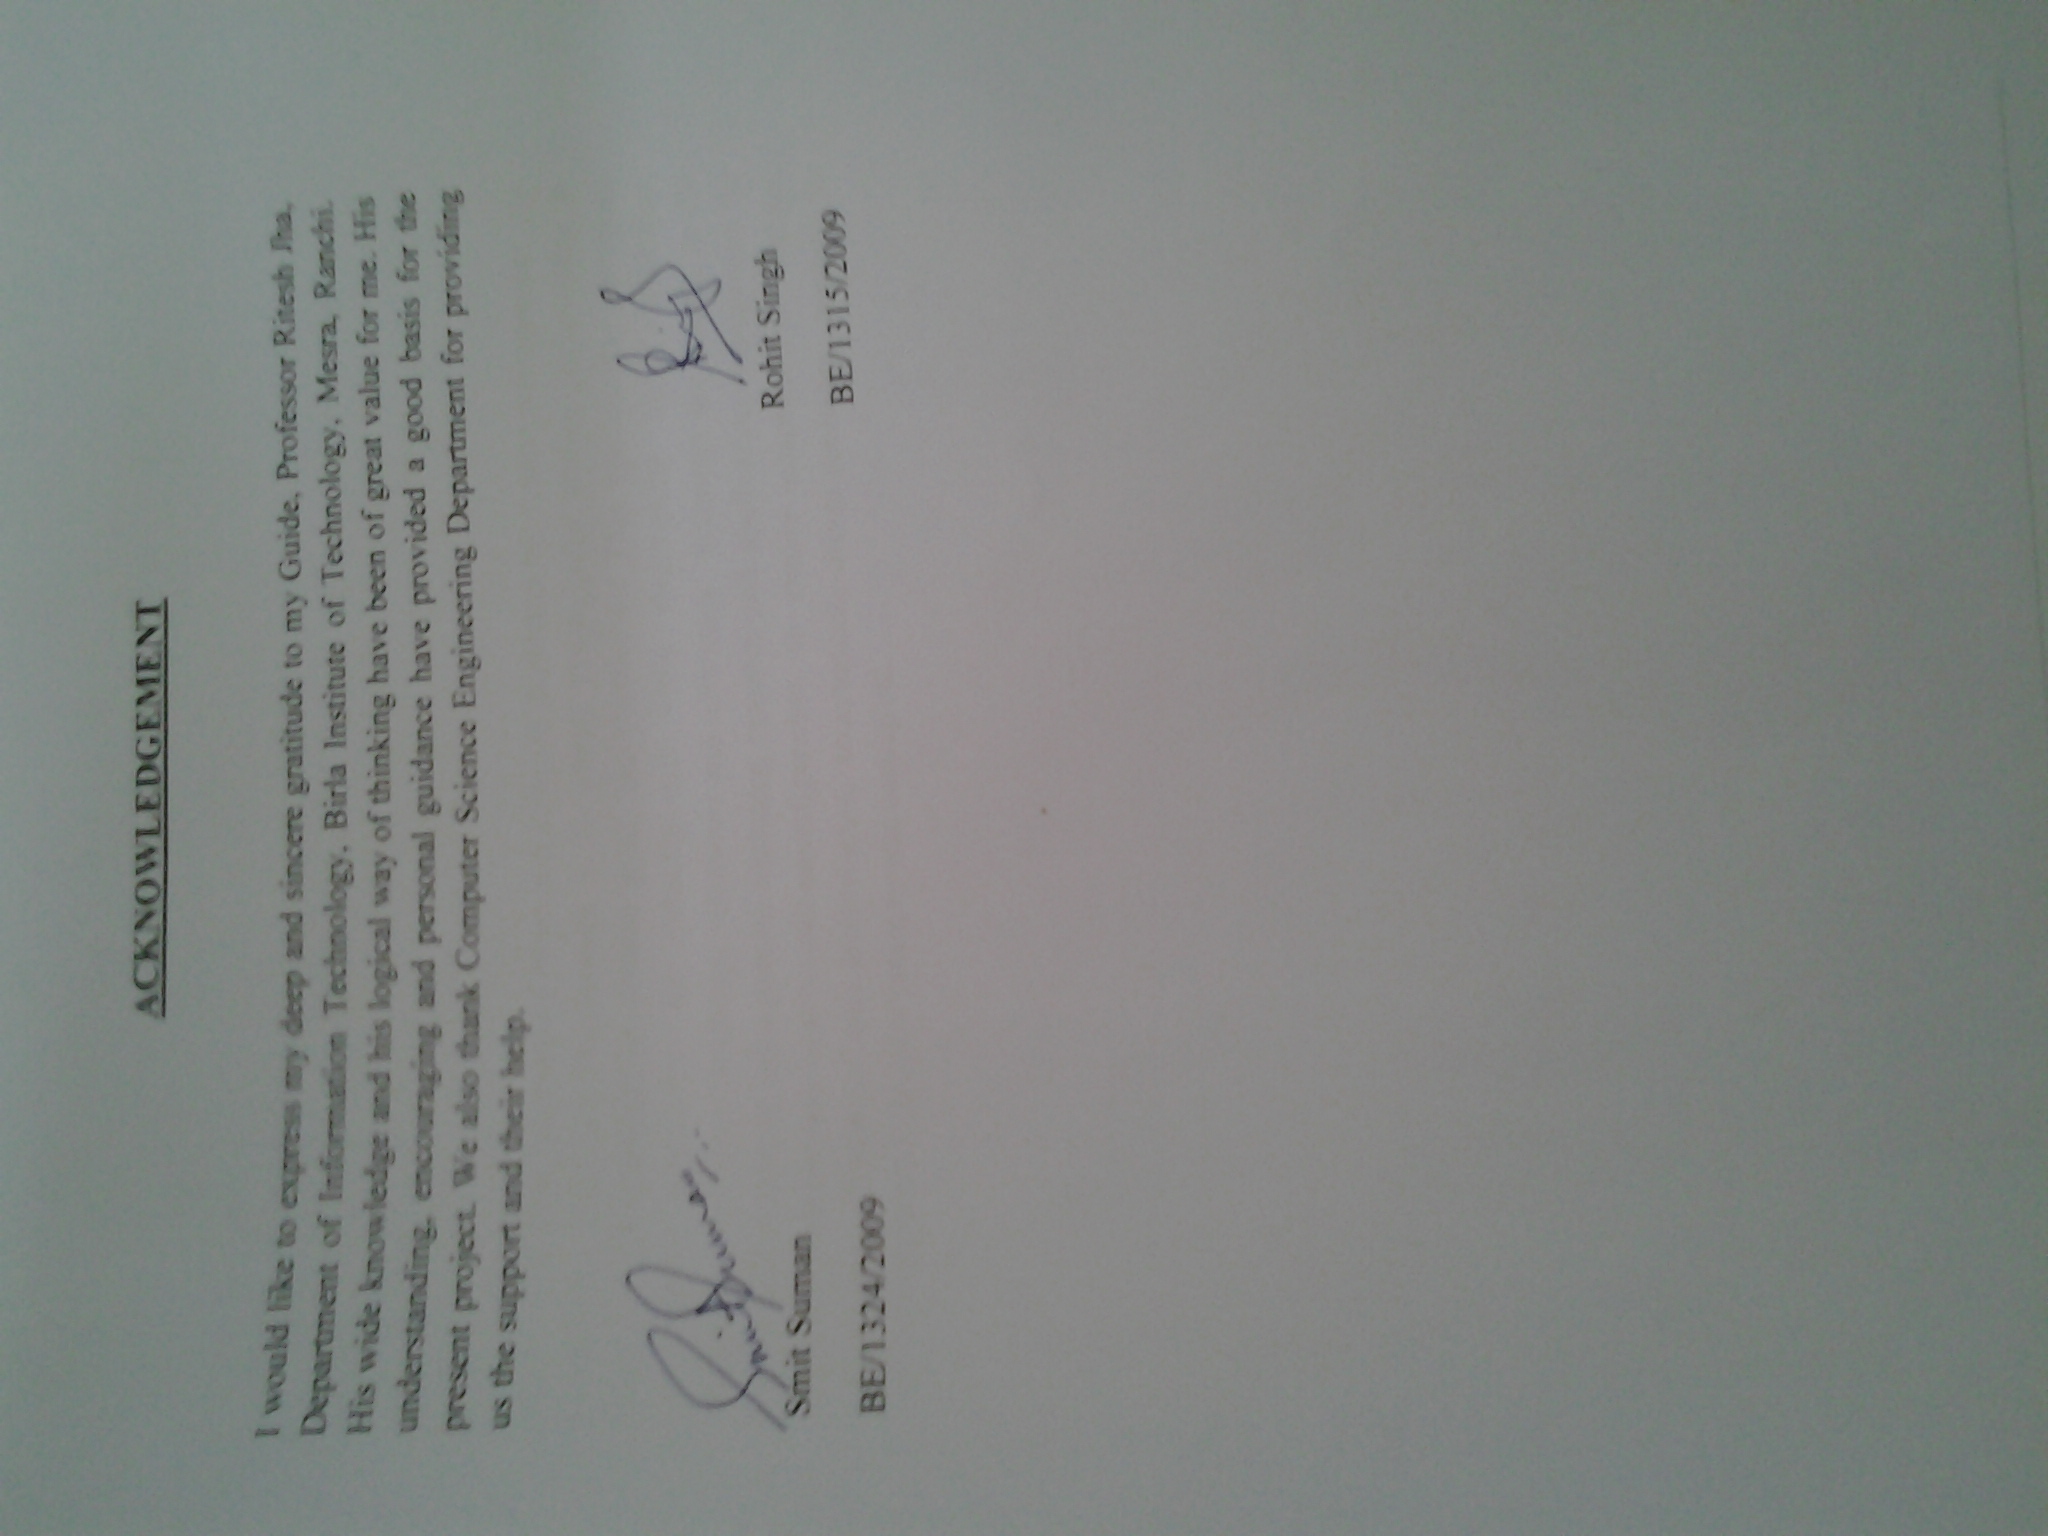 ACKNOWLEDGEMENT
I would like to express my deep and sincere gratitude to my Guide, Professor Ritesh Jha,
Department of Information Technology, Birla Institute of Technology, Mesra, Ranchi.
His wide knowledge and his logical way of thinking have been of great value for me. His
understanding, encouraging and personal guidance have provided a good basis for the
present project. We also thank Computer Science Engineering Department for providing
us the support and their help.
Smit Suman
Smit Suman
BE/1324/2009
Rohit Singh
BE/1315/2009